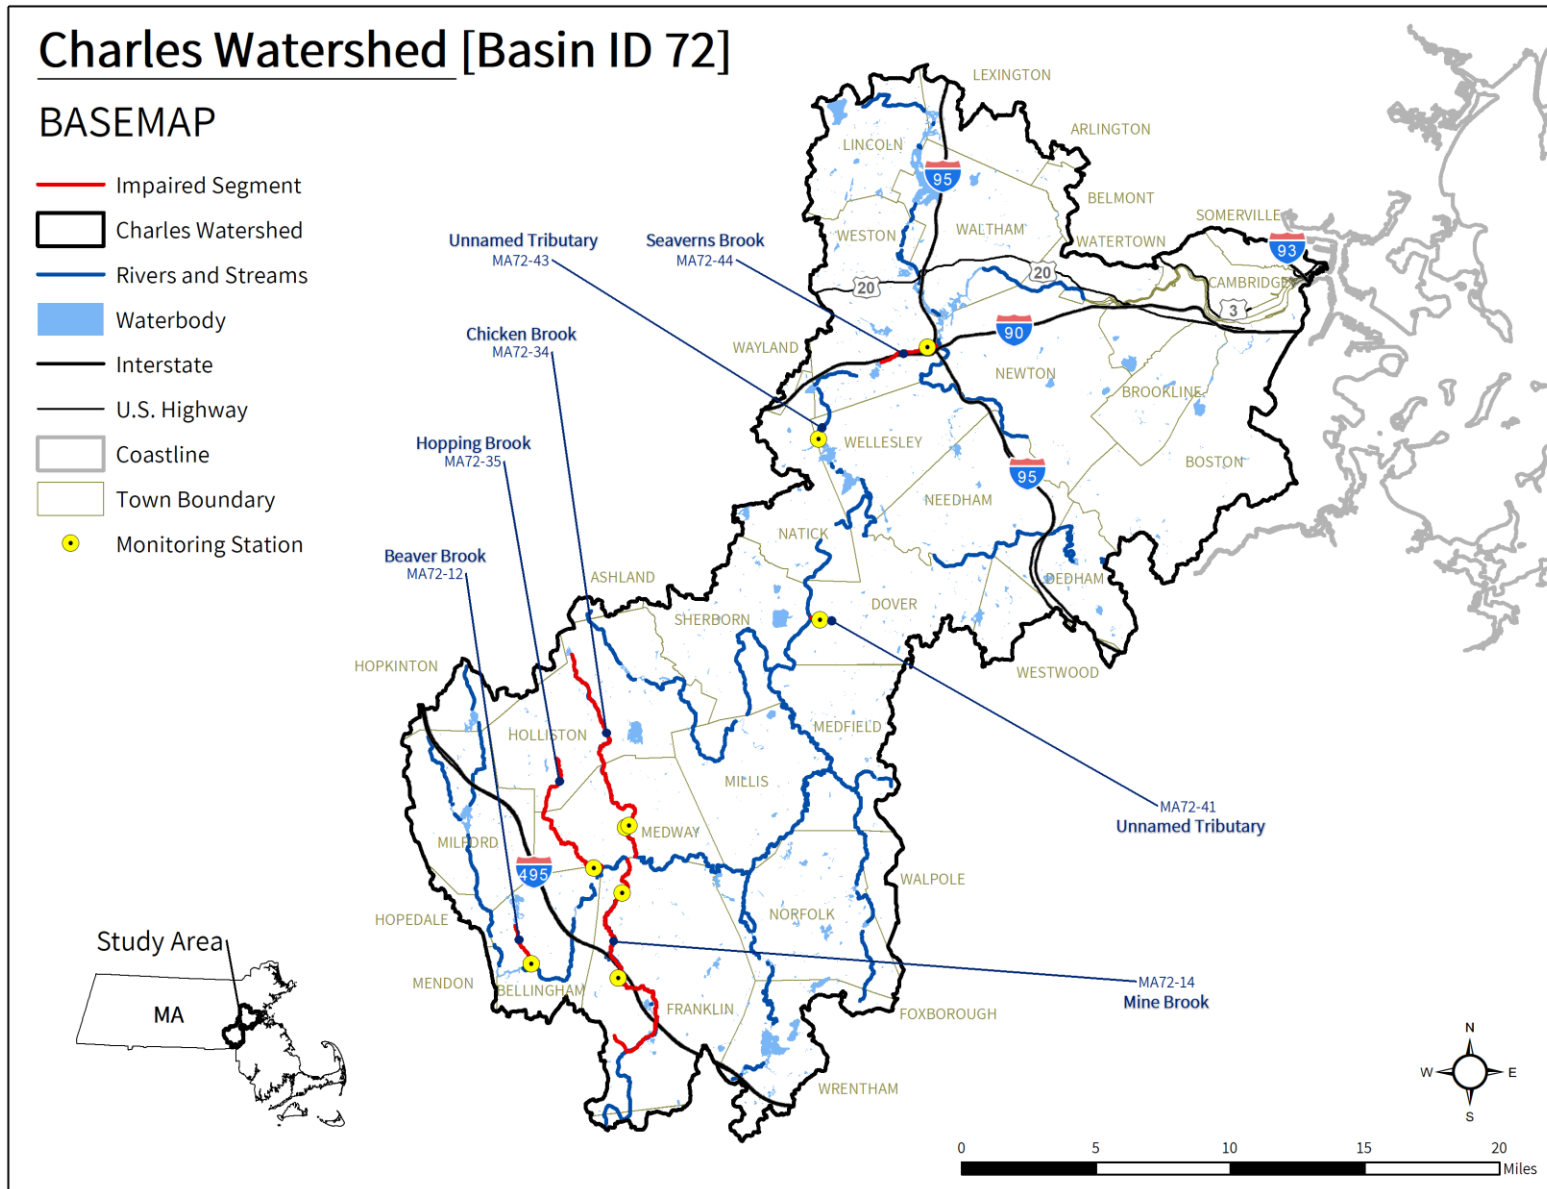 Charles Watershed [Basin ID 72]
BASEMAP
Impaired Segment
Charles Watershed
Rivers and Streams
Waterbody
Interstate
U.S. Highway
Coastline
Town Boundary
Monitoring Station
Unnamed Tributary
MA72-43
Seaverns Brook
MA72-44
Chicken Brook
MA72-34
Hopping Brook
MA72-35
Beaver Brook
MA72-12
MA72-41
Unnamed Tributary
MA72-14
Mine Brook
LEXINGTON
ARLINGTON
LINCOLN
95
BELMONT
SOMERVILLE
WESTON
WALTHAM
WATERTOWN
93
20
20
CAMBRIDGE
3
90
WAYLAND
NEWTON
BROOKLINE
WELLESLEY
95
BOSTON
NEEDHAM
NATICK
ASHLAND
DEDHAM
DOVER
SHERBORN
HOPKINTON
WESTWOOD
HOLLISTON
MEDFIELD
MILLIS
MILFORD
MEDWAY
495
WALPOLE
HOPEDALE
NORFOLK
MENDON
BELLINGHAM
FRANKLIN
FOXBOROUGH
WRENTHAM
Study Area
MA
N
W
E
S
0
5
10
15
20
Miles